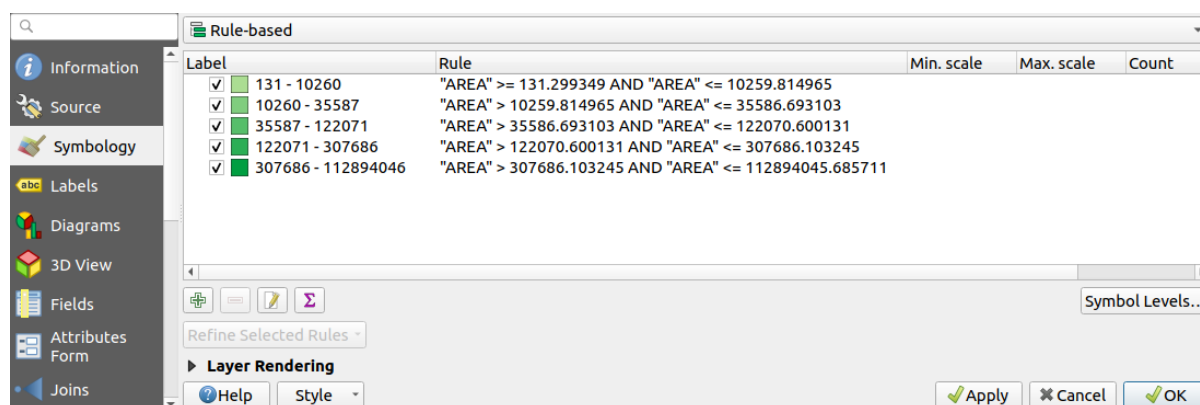 Rule-based
Information
Source
Symbology
abc Labels
Diagrams
3D View
Fields
Attributes
Form
Joins
Label Rule Min. scale Max. scale Count
131 - 10260 "AREA" >= 131.299349 AND "AREA" <= 10259.814965
10260 - 35587 "AREA" > 10259.814965 AND "AREA" <= 35586.693103
35587 - 122071 "AREA" > 35586.693103 AND "AREA" <= 122070.600131
122071 - 307686 "AREA" > 122070.600131 AND "AREA" <= 307686.103245
307686 - 112894046 "AREA" > 307686.103245 AND "AREA" <= 112894045.685711
Symbol Levels…
Refine Selected Rules
Layer Rendering
Help Style Apply Cancel OK